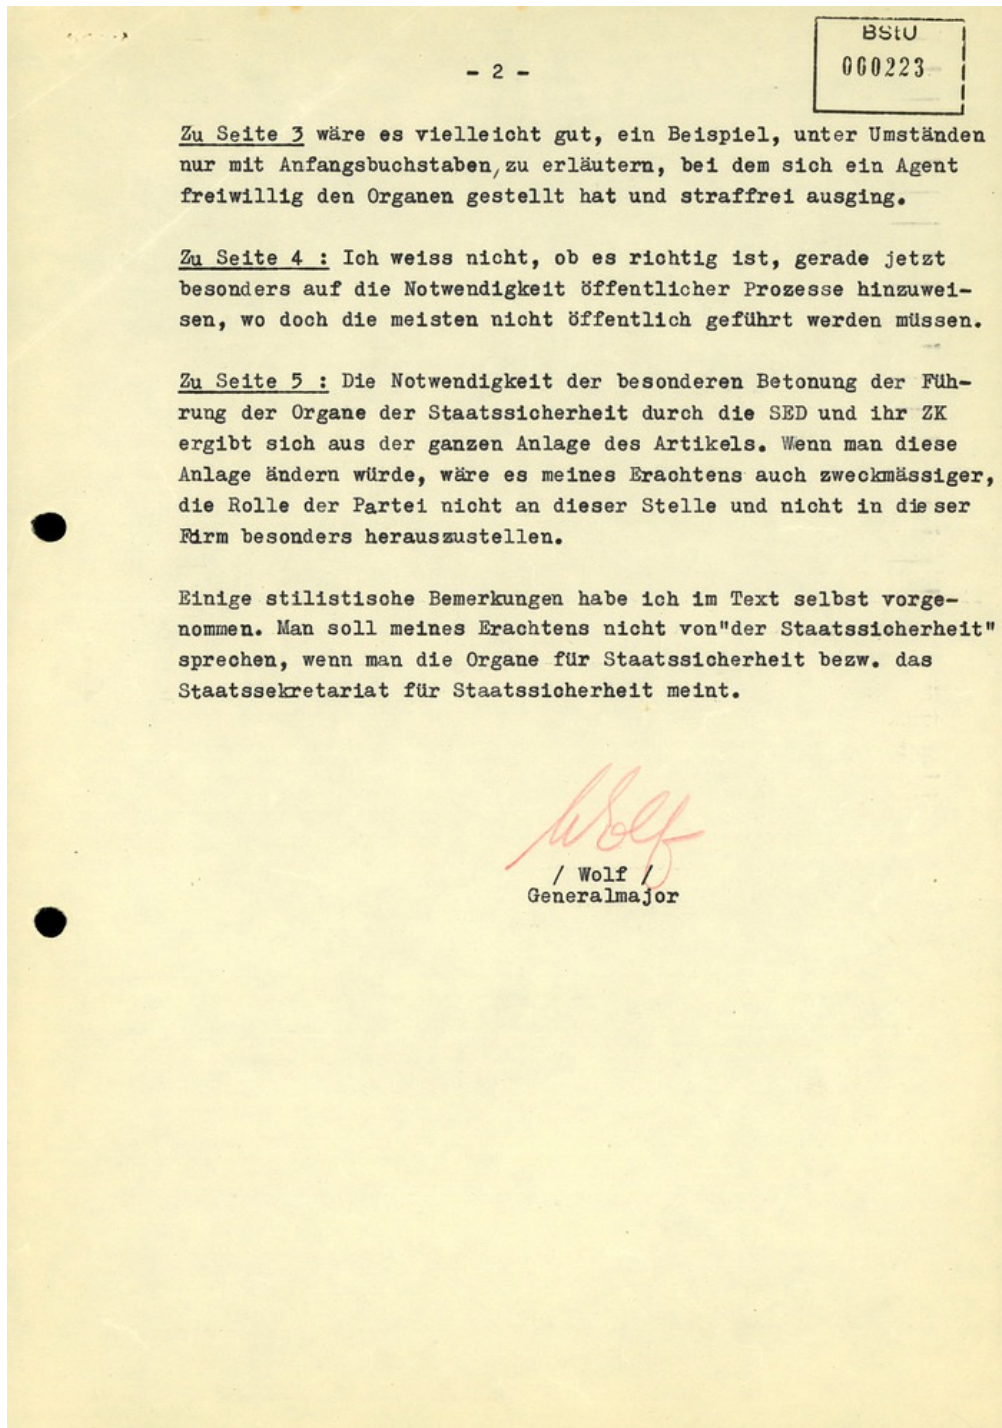 BStU
000223
- 2 -
Zu Seite 3 wäre es vielleicht gut, ein Beispiel, unter Umständen
nur mit Anfangsbuchstaben, zu erläutern, bei dem sich ein Agent
freiwillig den Organen gestellt hat und straffrei ausging.
Zu Seite 4 : Ich weiss nicht, ob es richtig ist, gerade jetzt
besonders auf die Notwendigkeit öffentlicher Prozesse hinzuwei-
sen, wo doch die meisten nicht öffentlich geführt werden müssen.
Zu Seite 5 : Die Notwendigkeit der besonderen Betonung der Füh-
rung der Organe der Staatssicherheit durch die SED und ihr ZK
ergibt sich aus der ganzen Anlage des Artikels. Wenn man diese
Anlage ändern würde, wäre es meines Erachtens auch zweckmässiger,
die Rolle der Partei nicht an dieser Stelle und nicht in dieser
Form besonders herauszustellen.
Einige stilistische Bemerkungen habe ich im Text selbst vorge-
nommen. Man soll meines Erachtens nicht von"der Staatssicherheit"
sprechen, wenn man die Organe für Staatssicherheit bezw. das
Staatssekretariat für Staatssicherheit meint.
Wolf
/ Wolf /
Generalmajor